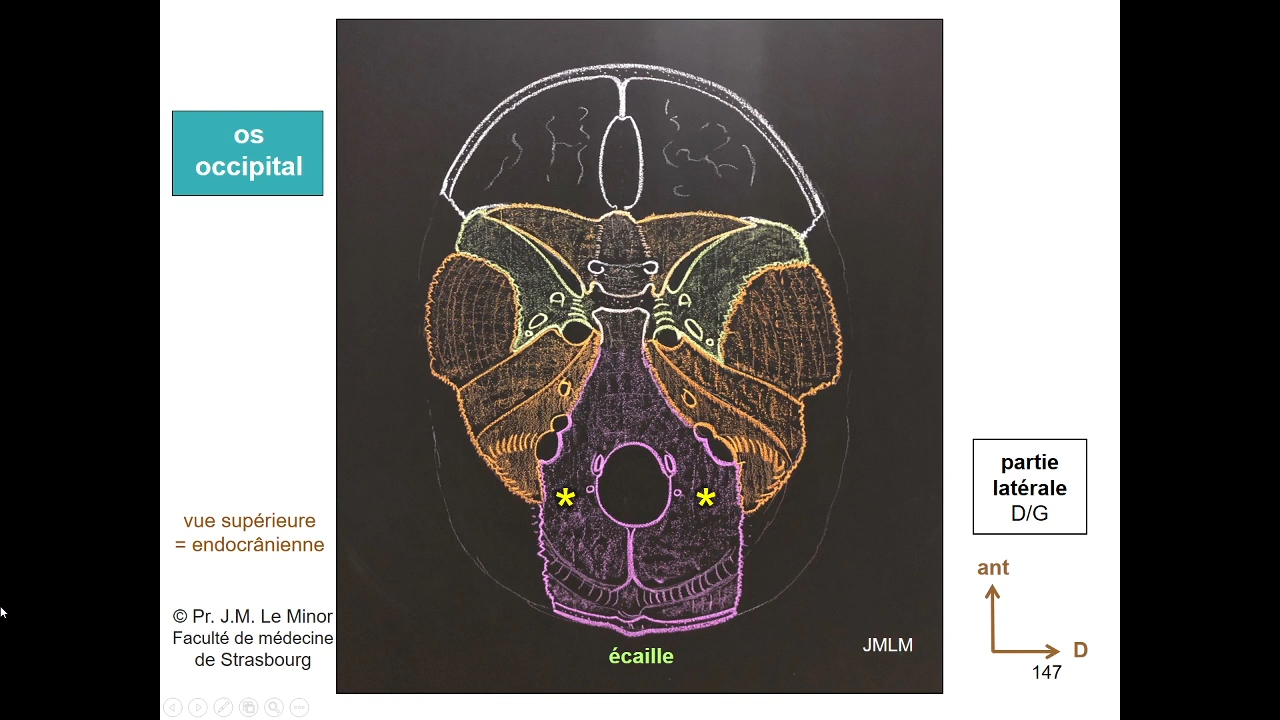 os
occipital
vue supérieure
= endocrânienne
© Pr. J.M. Le Minor
Faculté de médecine
de Strasbourg
*
*
écaille
JMLM
partie
latérale
D/G
ant
D
147